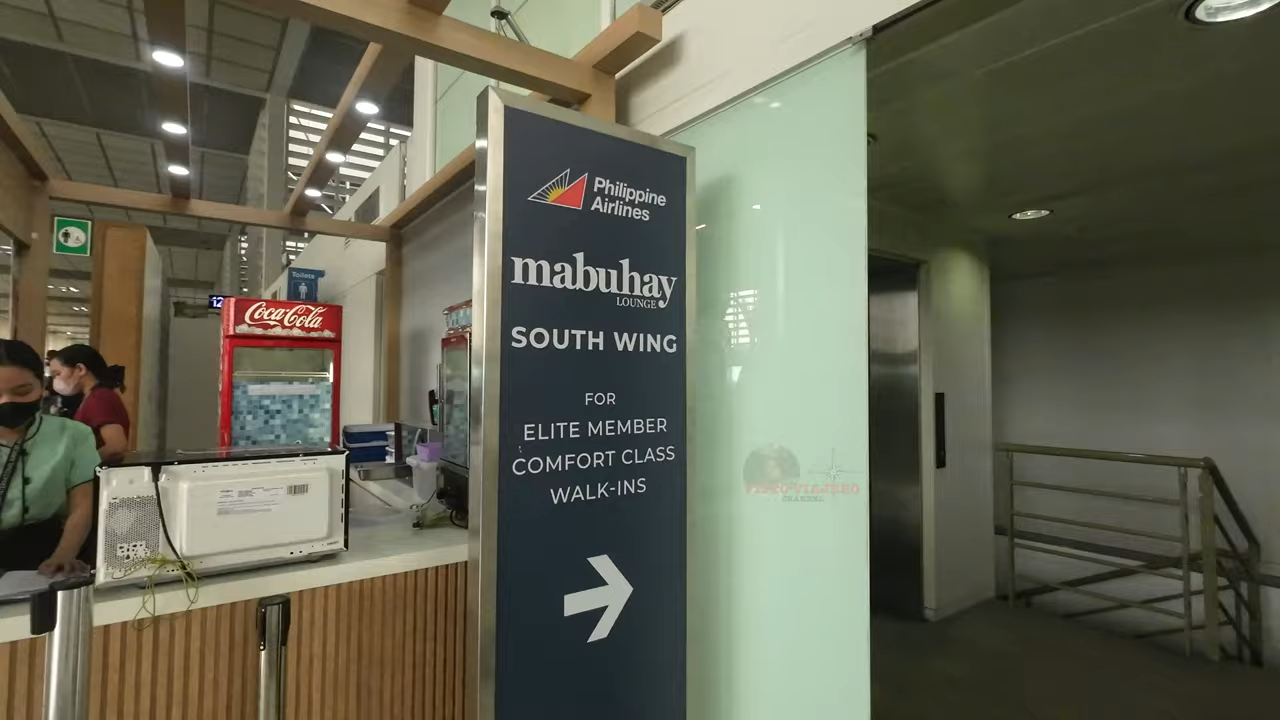 Philippine
Airlines
mabuhay
LOUNGE
SOUTH WING
FOR
ELITE MEMBER
COMFORT CLASS
WALK-INS
Toilets
12
Coca-Cola